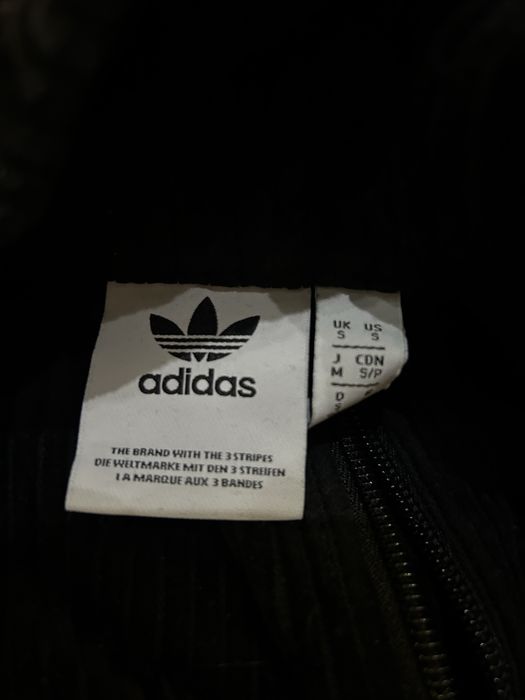 adidas
THE BRAND WITH THE 3 STRIPES
DIE WELTMARKE MIT DEN 3 STREIFEN
LA MARQUE AUX 3 BANDES
UK US
S S
J CDN
M S/P
D
S